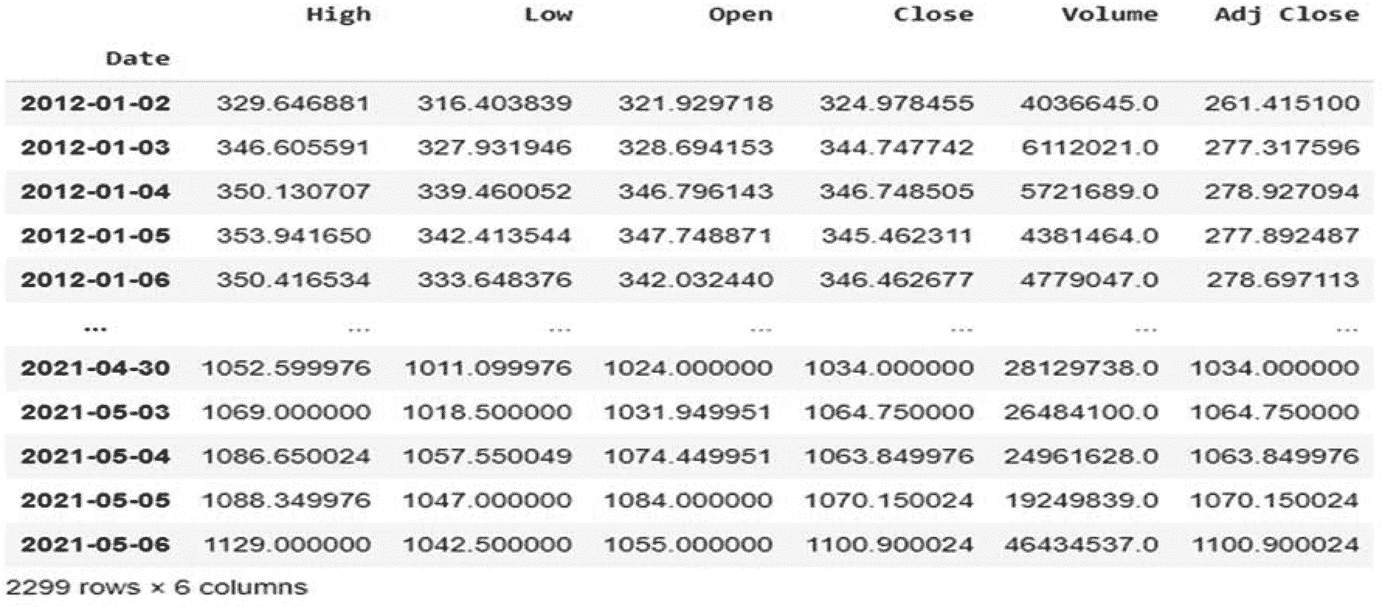 High Low Open Close Volume Adj Close
Date
2012-01-02 329.646881 316.403839 321.929718 324.978455 4036645.0 261.415100
2012-01-03 346.605591 327.931946 328.694153 344.747742 6112021.0 277.317596
2012-01-04 350.130707 339.460052 346.796143 346.748505 5721689.0 278.927094
2012-01-05 353.941650 342.413544 347.748871 345.462311 4381464.0 277.892487
2012-01-06 350.416534 333.648376 342.032440 346.462677 4779047.0 278.697113
... ... ... ... ... ... ...
2021-04-30 1052.599976 1011.099976 1024.000000 1034.000000 28129738.0 1034.000000
2021-05-03 1069.000000 1018.500000 1031.949951 1064.750000 26484100.0 1064.750000
2021-05-04 1086.650024 1057.550049 1074.449951 1063.849976 24961628.0 1063.849976
2021-05-05 1088.349976 1047.000000 1084.000000 1070.150024 19249839.0 1070.150024
2021-05-06 1129.000000 1042.500000 1055.000000 1100.900024 46434537.0 1100.900024
2299 rows × 6 columns